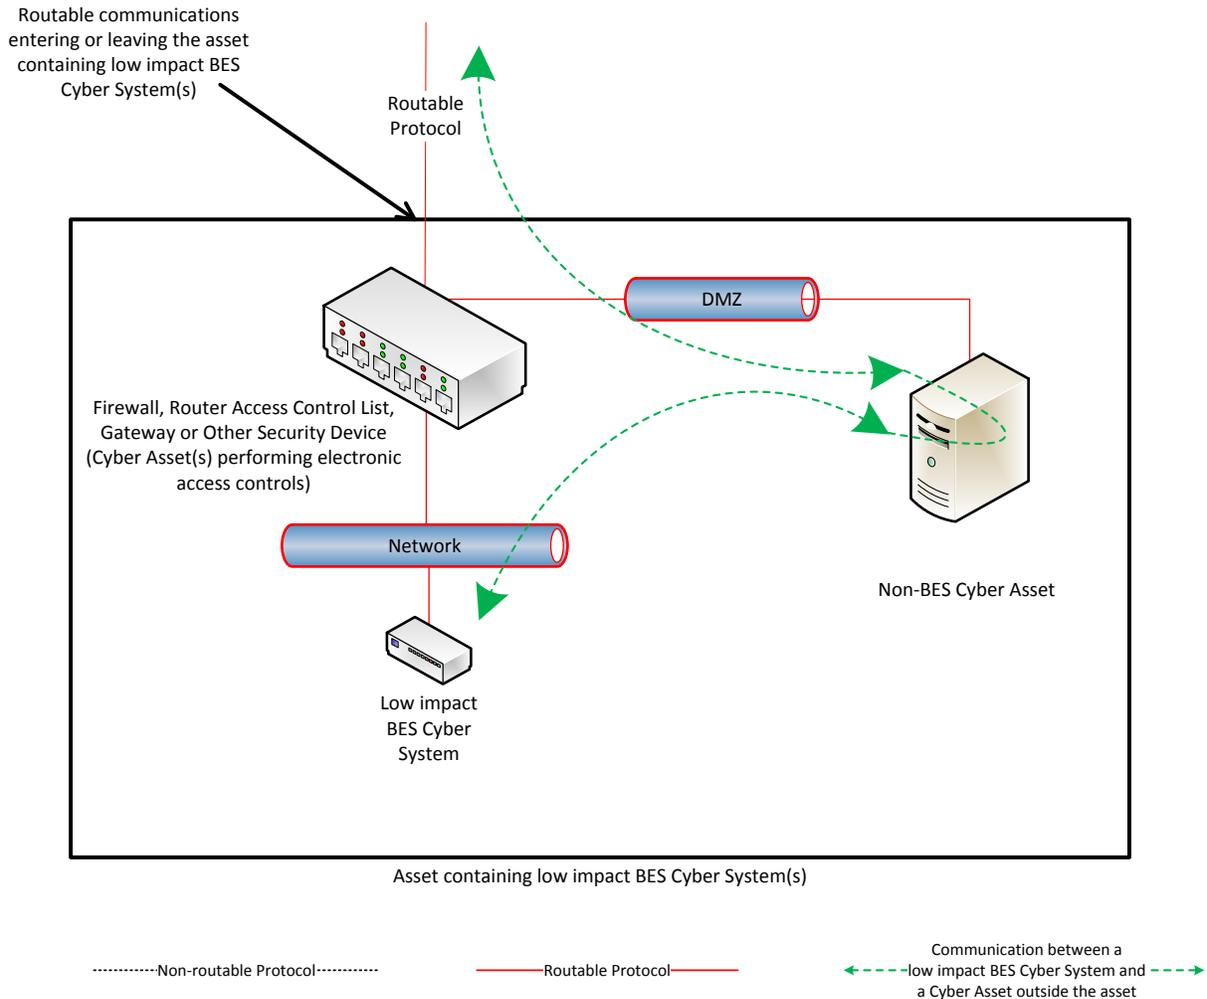 Routable communications
entering or leaving the asset
containing low impact BES
Cyber System(s)
Routable
Protocol
DMZ
Firewall, Router Access Control List,
Gateway or Other Security Device
(Cyber Asset(s) performing electronic
access controls)
Network
Non-BES Cyber Asset
Low impact
BES Cyber
System
Asset containing low impact BES Cyber System(s)
Non-routable Protocol
Routable Protocol
Communication between a
low impact BES Cyber System and
a Cyber Asset outside the asset